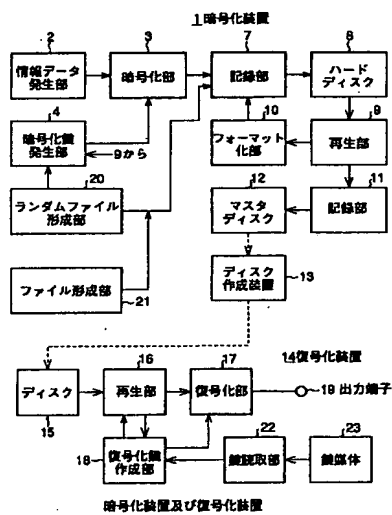 1暗号化装置
2
3
7
8
情報データ
発生部
暗号化部
記録部
ハード
ディスク
4
暗号化鍵
発生部
9から
10
フォーマット
化部
9
再生部
20
ランダムファイル
形成部
12
マスタ
ディスク
11
記録部
ファイル形成部
21
ディスク
作成装置
13
16
17
14復号化装置
ディスク
15
再生部
復号化部
19 出力端子
18
復号化鍵
作成部
22
鍵読取部
23
鍵媒体
暗号化装置及び復号化装置